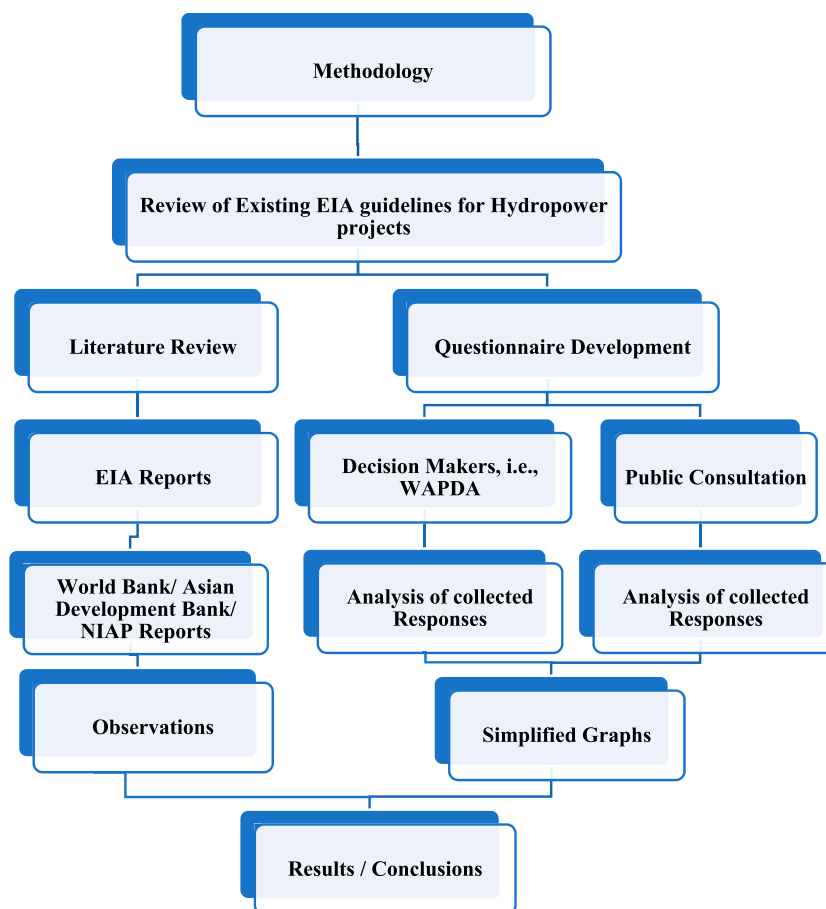 Methodology
Review of Existing EIA guidelines for Hydropower
projects
Literature Review
Questionnaire Development
EIA Reports
Decision Makers, i.e.,
WAPDA
Public Consultation
World Bank/ Asian
Development Bank/
NIAP Reports
Analysis of collected
Responses
Analysis of collected
Responses
Observations
Simplified Graphs
Results / Conclusions